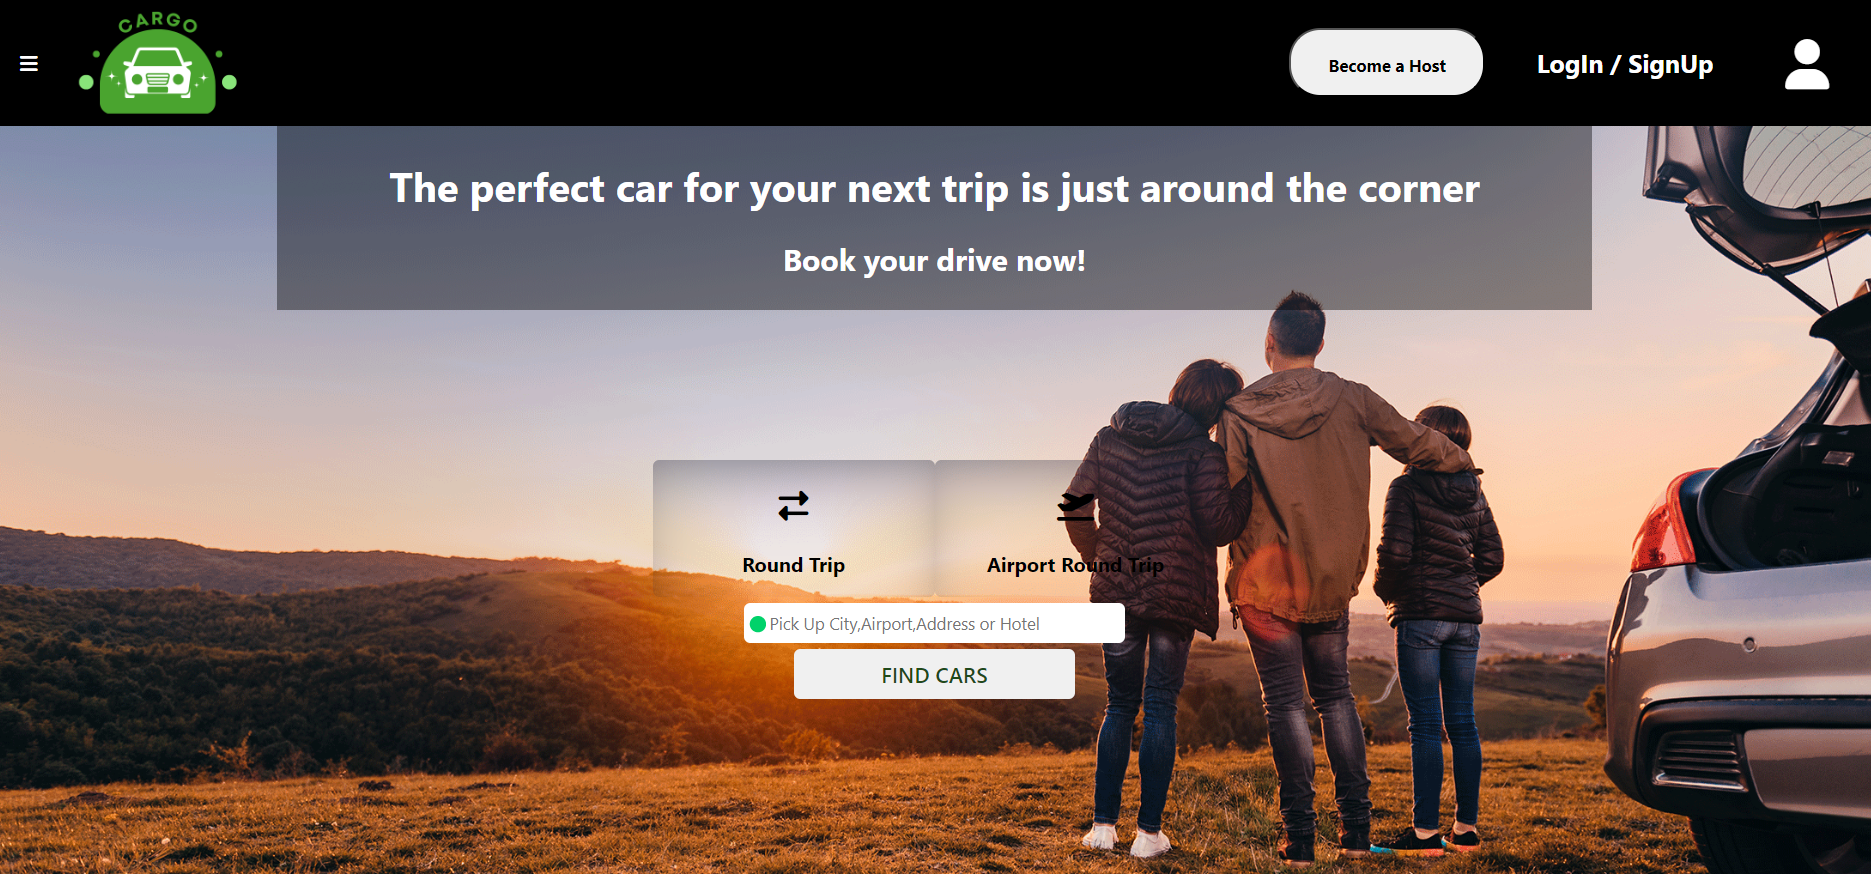 CARGO
Become a Host
LogIn / SignUp
The perfect car for your next trip is just around the corner
Book your drive now!
Round Trip
Airport Round Trip
Pick Up City,Airport,Address or Hotel
FIND CARS